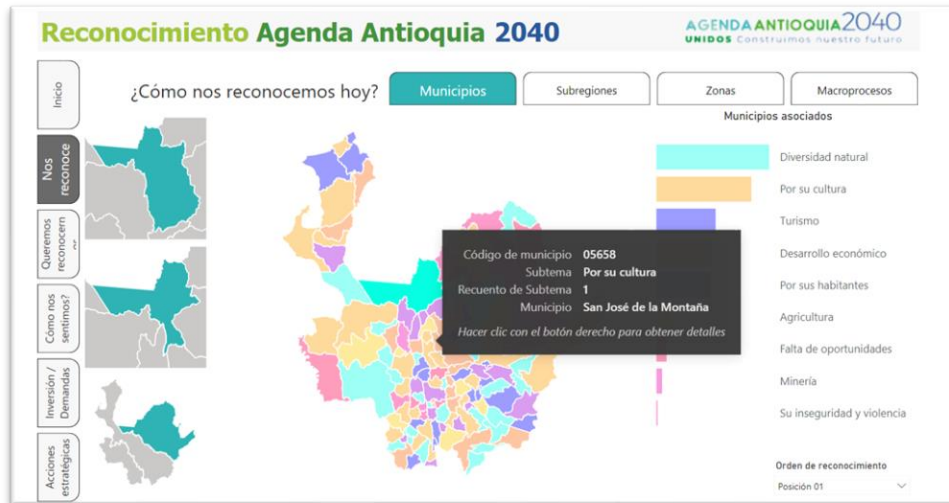 Reconocimiento Agenda Antioquia 2040
AGENDA ANTIOQUIA 2040
UNIDOS Construimos nuestro futuro
Inicio
Nos reconoce
Queremos reconocern os
Cómo nos sentimos?
Inversión / Demandas
Acciones estratégicas
¿Cómo nos reconocemos hoy?
Municipios
Subregiones
Zonas
Macroprocesos
Municipios asociados
Diversidad natural
Por su cultura
Turismo
Desarrollo económico
Por sus habitantes
Agricultura
Falta de oportunidades
Minería
Su inseguridad y violencia
Código de municipio 05658
Subtema Por su cultura
Recuento de Subtema 1
Municipio San José de la Montaña
Hacer clic con el botón derecho para obtener detalles
Orden de reconocimiento
Posición 01